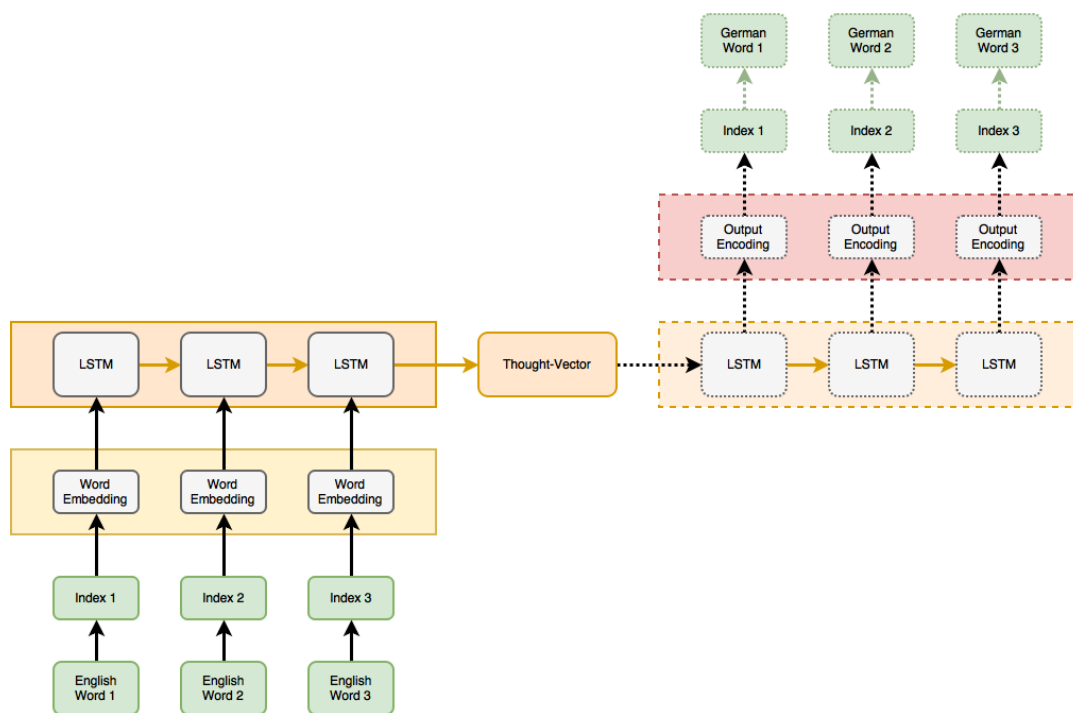 German
Word 1
German
Word 2
German
Word 3
Index 1
Index 2
Index 3
Output
Encoding
Output
Encoding
Output
Encoding
LSTM
LSTM
LSTM
Thought-Vector
LSTM
LSTM
LSTM
Word
Embedding
Word
Embedding
Word
Embedding
Index 1
Index 2
Index 3
English
Word 1
English
Word 2
English
Word 3